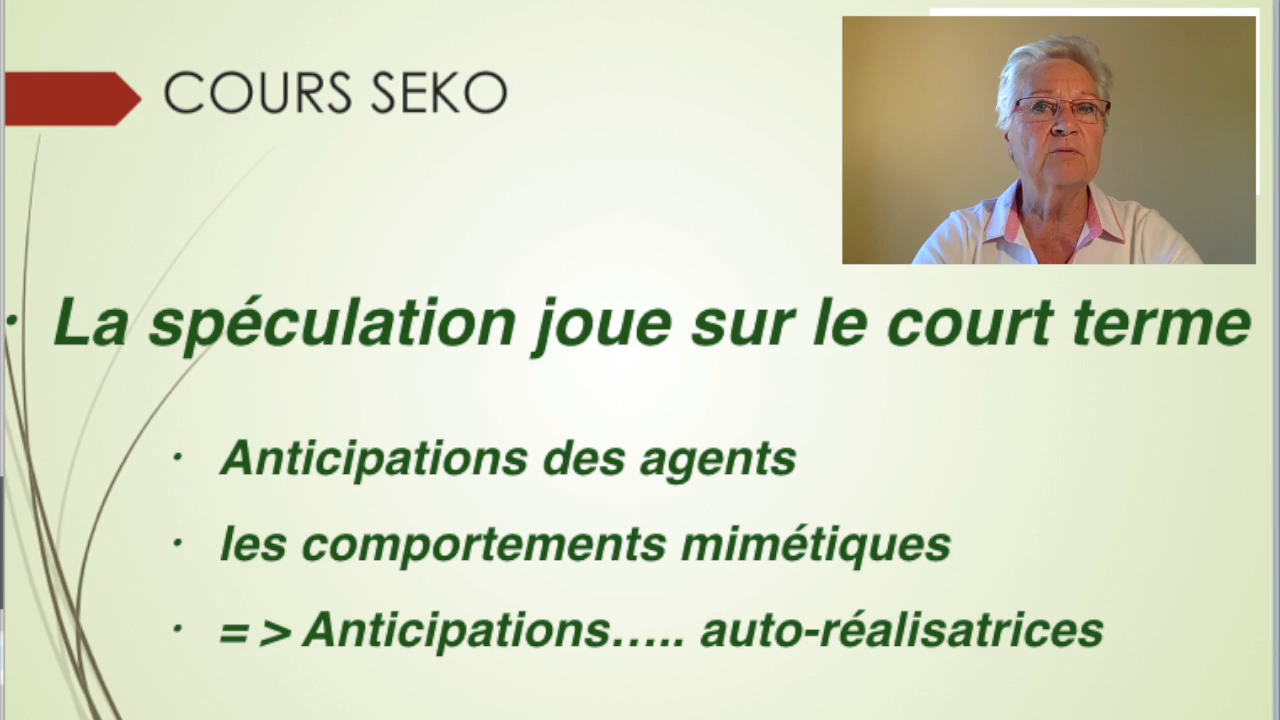 COURS SEKO
· La spéculation joue sur le court terme
· Anticipations des agents
· les comportements mimétiques
· = > Anticipations….. auto-réalisatrices